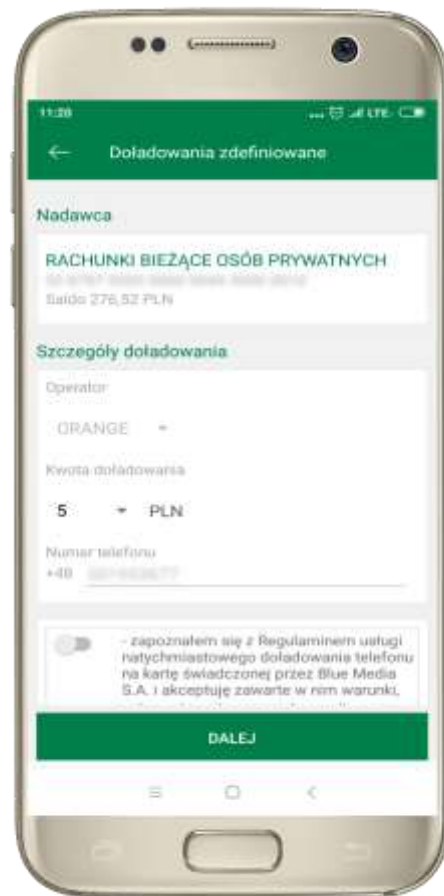 11:20
... LTE
Doładowania zdefiniowane
Nadawca
RACHUNKI BIEŻĄCE OSÓB PRYWATNYCH
Saldo 276,52 PLN
Szczegóły doładowania
Operator
ORANGE
Kwota doładowania
5 PLN
Numer telefonu
+48
- zapoznałem się z Regulaminem usługi
natychmiastowego doładowania telefonu
na kartę świadczonej przez Blue Media
S.A. i akceptuję zawarte w nim warunki,
DALEJ